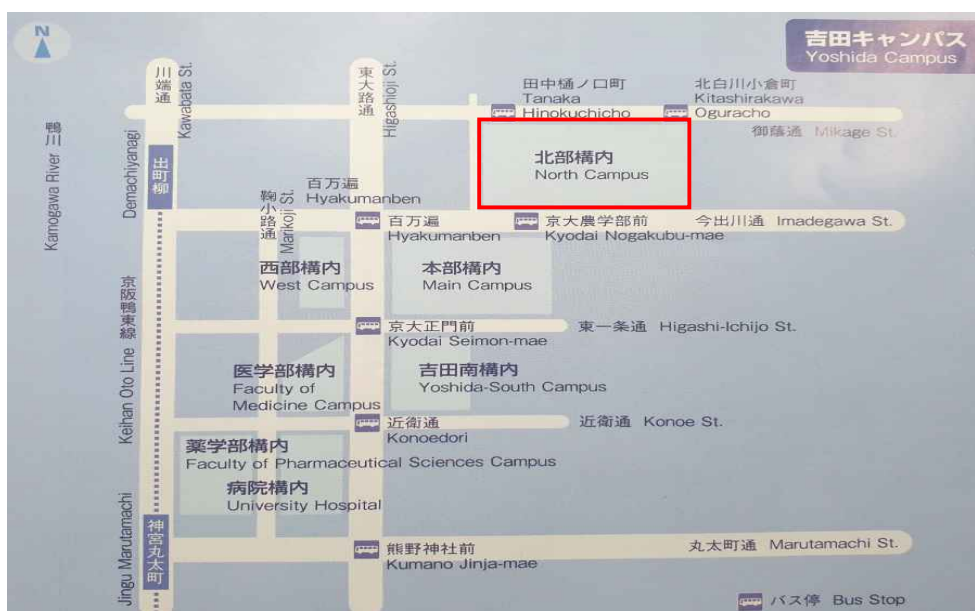 N
吉田キャンパス
Yoshida Campus
川端通
Kawabata St.
東大路通
Higashioji St.
田中樋ノ口町
Tanaka
Hinokuchicho
北白川小倉町
Kitashirakawa
Oguracho
御蔭通 Mikage St.
鴨川
Kamogawa River
出町柳
Demachiyanagi
北部構内
North Campus
百万遍
Hyakumanben
鞠小路通
Marikoji St.
百万遍
Hyakumanben
京大農学部前
Kyodai Nogakubu-mae
今出川通 Imadegawa St.
西部構内
West Campus
本部構内
Main Campus
京阪鴨東線
Keihan Oto Line
京大正門前
Kyodai Seimon-mae
東一条通 Higashi-Ichijo St.
医学部構内
Faculty of
Medicine Campus
吉田南構内
Yoshida-South Campus
近衛通
Konoedori
近衛通 Konoe St.
薬学部構内
Faculty of Pharmaceutical Sciences Campus
病院構内
University Hospital
神宮丸太町
Jingu Marutamachi
熊野神社前
Kumano Jinja-mae
丸太町通 Marutamachi St.
バス停 Bus Stop